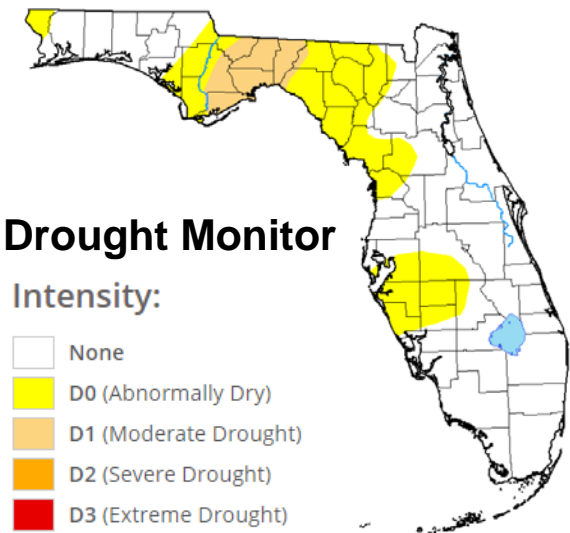 Drought Monitor
Intensity:
None
D0 (Abnormally Dry)
D1 (Moderate Drought)
D2 (Severe Drought)
D3 (Extreme Drought)